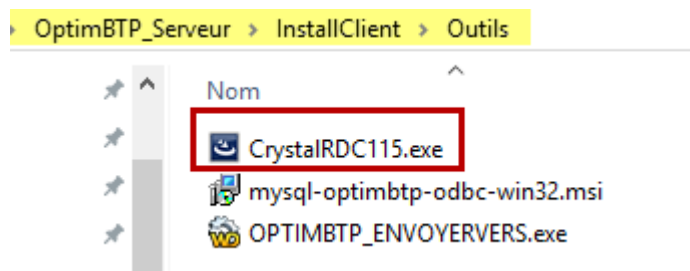 OptimBTP_Serveur > InstallClient > Outils
Nom
CrystalRDC115.exe
mysql-optimbtp-odbc-win32.msi
OPTIMBTP_ENVOYERVERS.exe